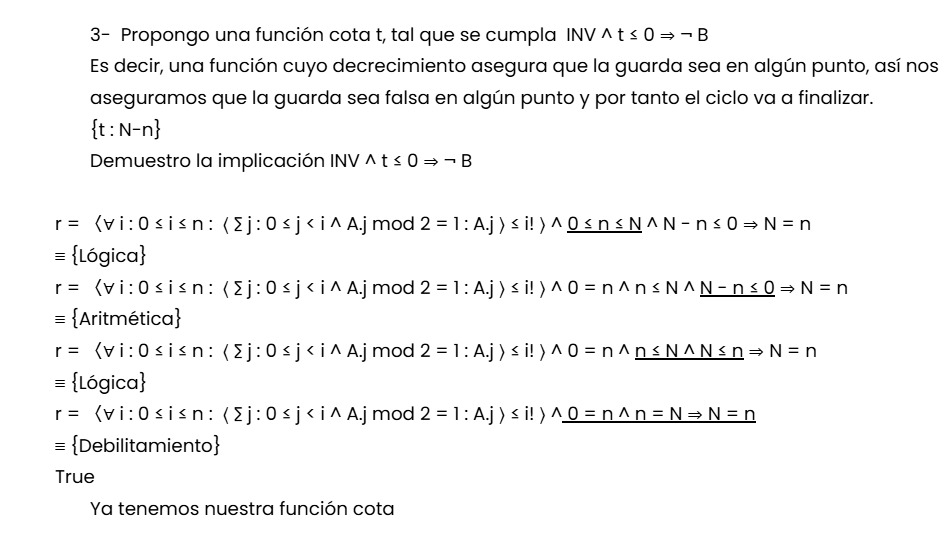 3- Propongo una función cota t, tal que se cumpla INV ∧ t ≤ 0 ⇒ ¬ B
Es decir, una función cuyo decrecimiento asegura que la guarda sea en algún punto, así nos
aseguramos que la guarda sea falsa en algún punto y por tanto el ciclo va a finalizar.
{t : N-n}
Demuestro la implicación INV ∧ t ≤ 0 ⇒ ¬ B
r = ⟨∀ i : 0 ≤ i ≤ n : ⟨ ∑ j : 0 ≤ j < i ∧ A.j mod 2 = 1 : A.j ⟩ ≤ i! ⟩ ∧ 0 ≤ n ≤ N ∧ N - n ≤ 0 ⇒ N = n
≡ {Lógica}
r = ⟨∀ i : 0 ≤ i ≤ n : ⟨ ∑ j : 0 ≤ j < i ∧ A.j mod 2 = 1 : A.j ⟩ ≤ i! ⟩ ∧ 0 = n ∧ n ≤ N ∧ N - n ≤ 0 ⇒ N = n
≡ {Aritmética}
r = ⟨∀ i : 0 ≤ i ≤ n : ⟨ ∑ j : 0 ≤ j < i ∧ A.j mod 2 = 1 : A.j ⟩ ≤ i! ⟩ ∧ 0 = n ∧ n ≤ N ∧ N ≤ n ⇒ N = n
≡ {Lógica}
r = ⟨∀ i : 0 ≤ i ≤ n : ⟨ ∑ j : 0 ≤ j < i ∧ A.j mod 2 = 1 : A.j ⟩ ≤ i! ⟩ ∧ 0 = n ∧ n = N ⇒ N = n
≡ {Debilitamiento}
True
Ya tenemos nuestra función cota